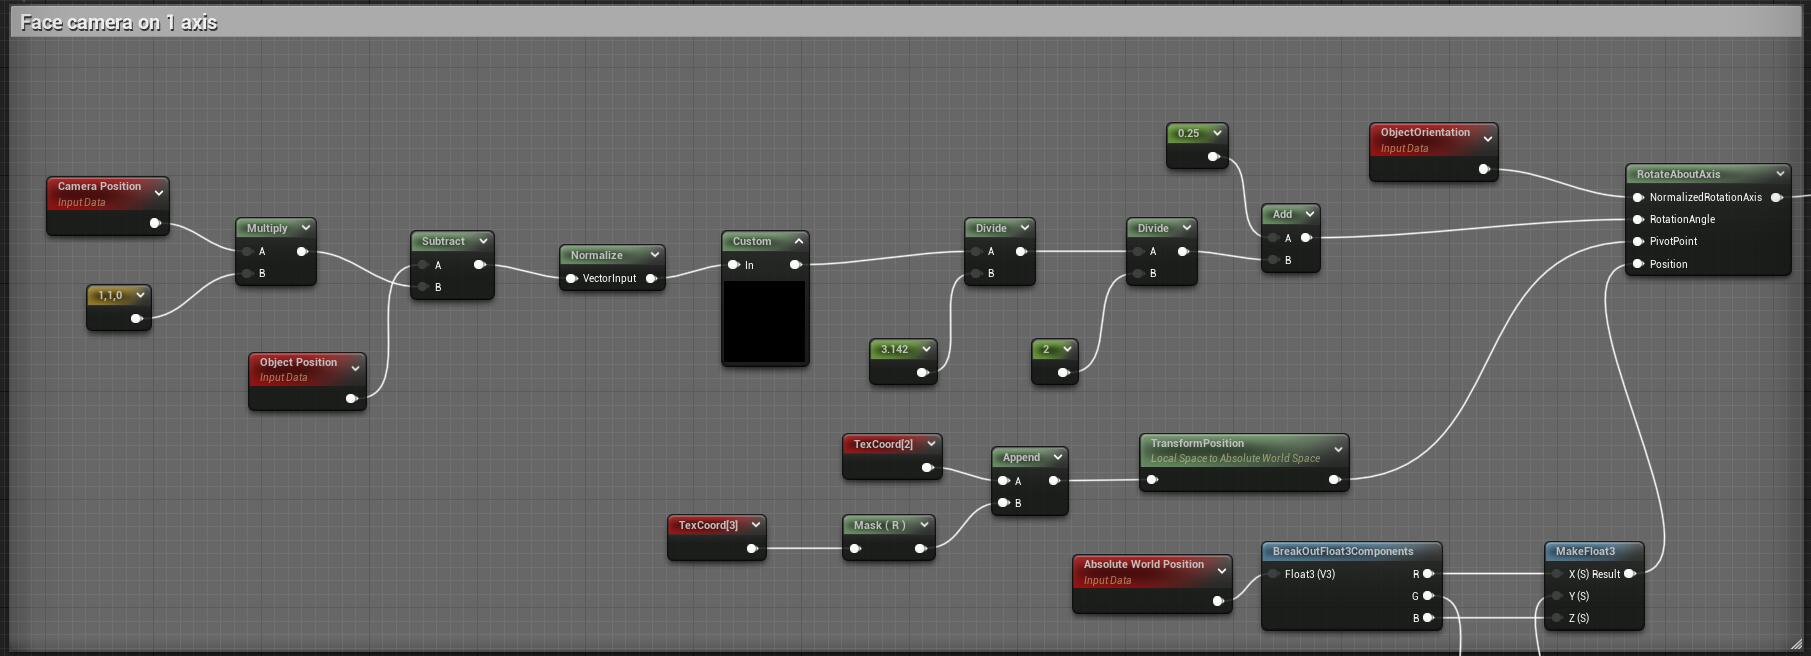 Face camera on 1 axis
Camera Position
Input Data
1,1,0
Multiply
A
B
Object Position
Input Data
Subtract
A
B
Normalize
VectorInput
Custom
In
Divide
A
B
3.142
Divide
A
B
2
0.25
Add
A
B
ObjectOrientation
Input Data
RotateAboutAxis
NormalizedRotationAxis
RotationAngle
PivotPoint
Position
TexCoord[2]
TexCoord[3]
Mask ( R )
Append
A
B
TransformPosition
Local Space to Absolute World Space
Absolute World Position
Input Data
BreakOutFloat3Components
Float3 (V3) R
G
B
MakeFloat3
X (S) Result
Y (S)
Z (S)